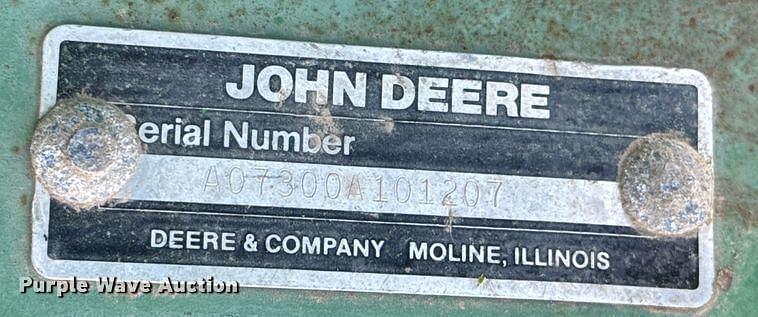 JOHN DEERE
Serial Number
A07300A101207
DEERE & COMPANY MOLINE, ILLINOIS
Purple Wave Auction